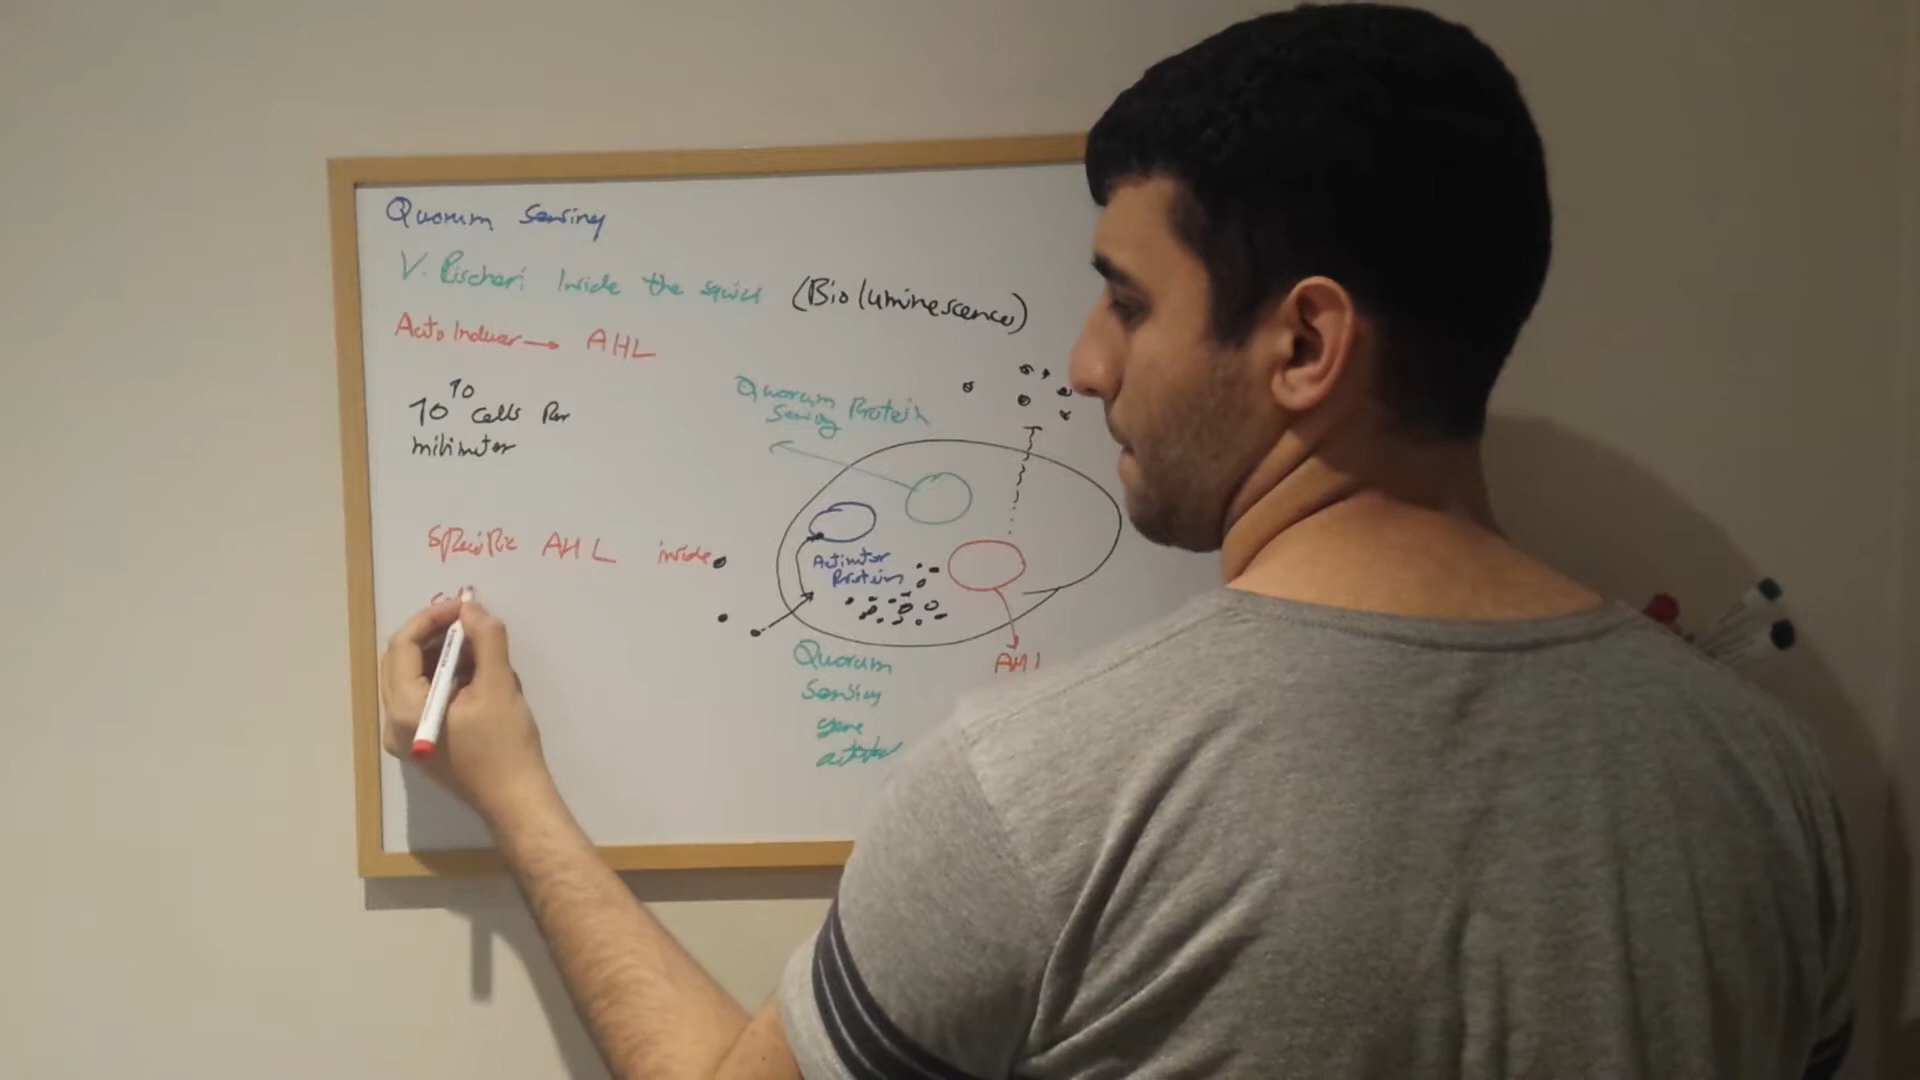 Quorum Sensing
V. Fischeri Inside the squid (Bioluminescence)
Auto Inducer → AHL
10^10 cells Per
milimeter
Quorum Protein
Sensing
Specific AHL inside
Activator
Protein
Quorum
Sensing
gene
AHL